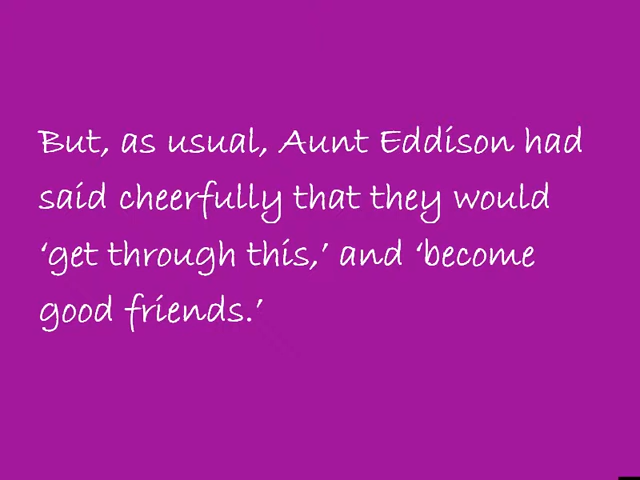 But, as usual, Aunt Eddison had
said cheerfully that they would
‘get through this,’ and ‘become
good friends.’